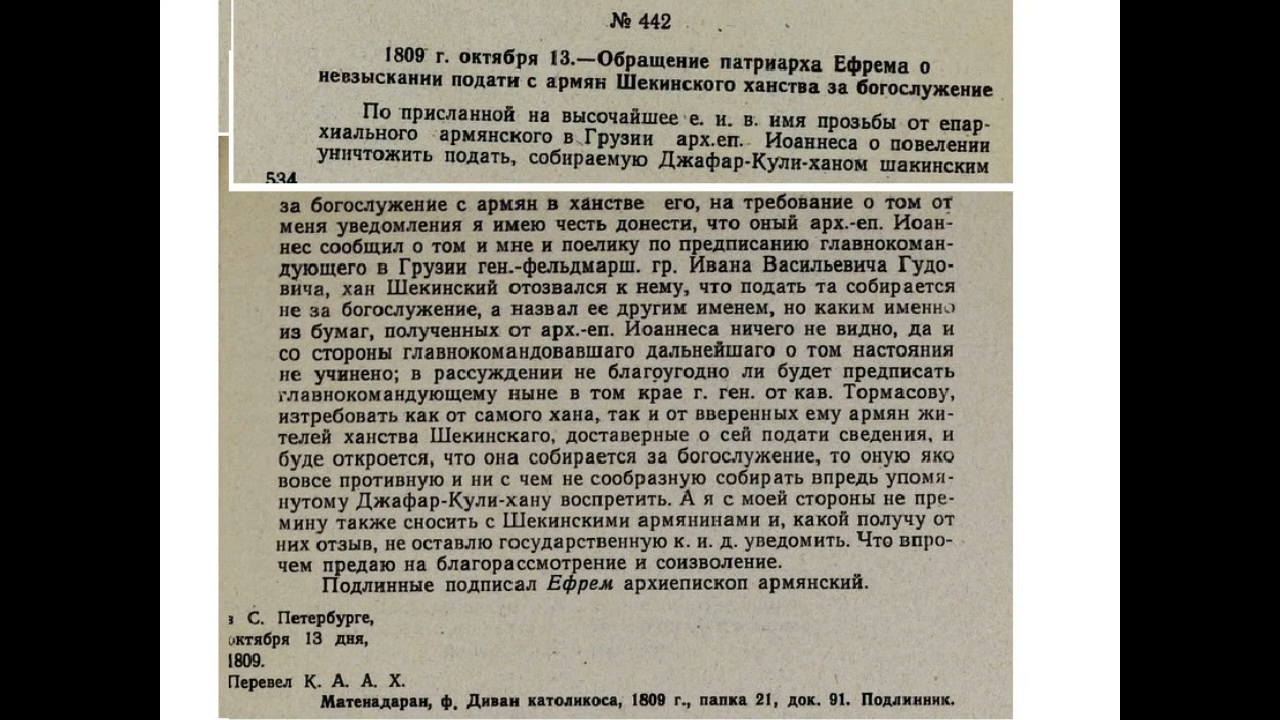 № 442
1809 г. октября 13.—Обращение патриарха Ефрема о
невзыскании подати с армян Шекинского ханства за богослужение
По присланной на высочайшее е. и. в. имя прозьбы от епар-
хиального армянского в Грузии арх.еп. Иоаннеса о повелении
уничтожить подать, собираемую Джафар-Кули-ханом шакинским
534
за богослужение с армян в ханстве его, на требование о том от
меня уведомления я имею честь донести, что оный арх.-еп. Иоан-
нес сообщил о том и мне и поелику по предписанию главнокоман-
дующего в Грузии ген.-фельдмарш. гр. Ивана Васильевича Гудо-
вича, хан Шекинский отозвался к нему, что подать та собирается
не за богослужение, а назвал ее другим именем, но каким именно
из бумаг, полученных от арх.-еп. Иоаннеса ничего не видно, да и
со стороны главнокомандовавшаго дальнейшаго о том настояния
не учинено; в рассуждении не благоугодно ли будет предписать
главнокомандующему ныне в том крае г. ген. от кав. Тормасову,
изтребовать как от самого хана, так и от вверенных ему армян жи-
телей ханства Шекинскаго, доставерные о сей подати сведения, и
буде откроется, что она собирается за богослужение, то оную яко
вовсе противную и ни с чем не сообразную собирать впредь упомя-
нутому Джафар-Кули-хану воспретить. А я с моей стороны не пре-
мину также сносить с Шекинскими армянинами и, какой получу от
них отзыв, не оставлю государственную к. и. д. уведомить. Что впро-
чем предаю на благорассмотрение и соизволение.
Подлинные подписал Ефрем архиепископ армянский.
в С. Петербурге,
октября 13 дня,
1809.
Перевел К. А. А. Х.
Матенадаран, ф. Диван католикоса, 1809 г., папка 21, док. 91. Подлинник.